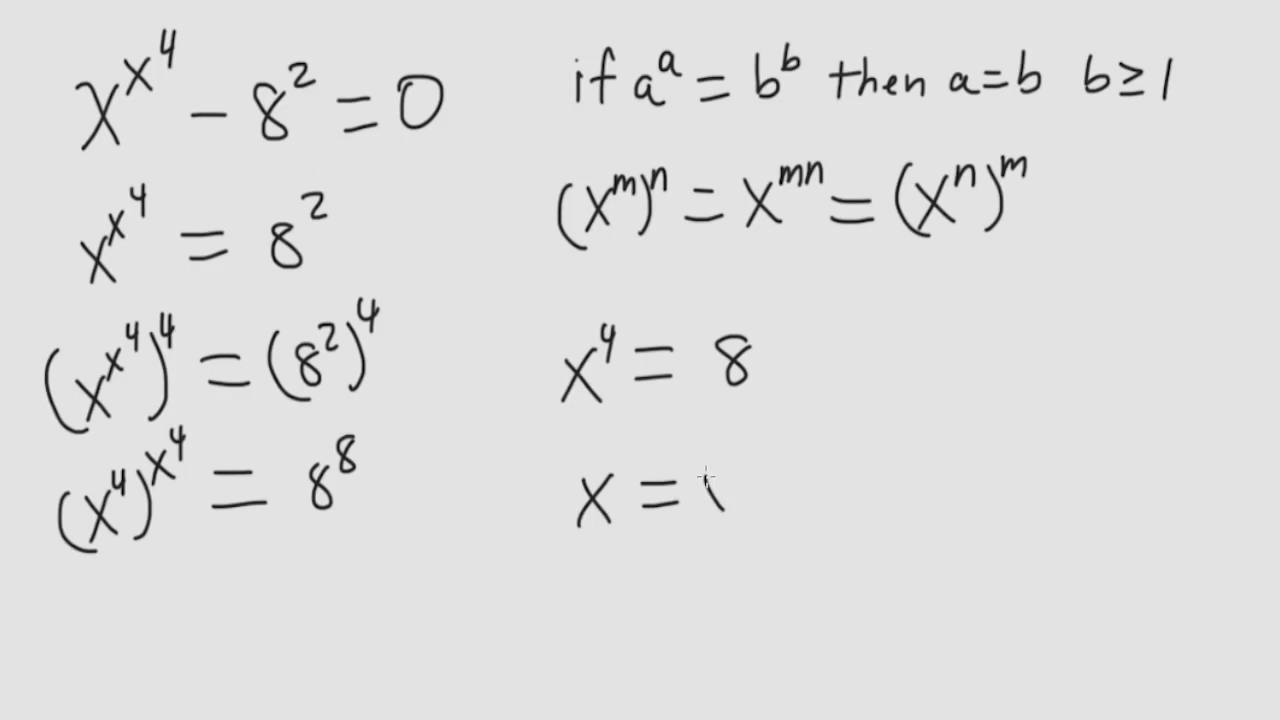 x^{x^4} - 8^2 = 0
x^{x^4} = 8^2
(x^{x^4})^4 = (8^2)^4
(x^4)^{x^4} = 8^8
if a^a = b^b then a=b b≥1
(x^m)^n = x^{mn} = (x^n)^m
x^4 = 8
x =